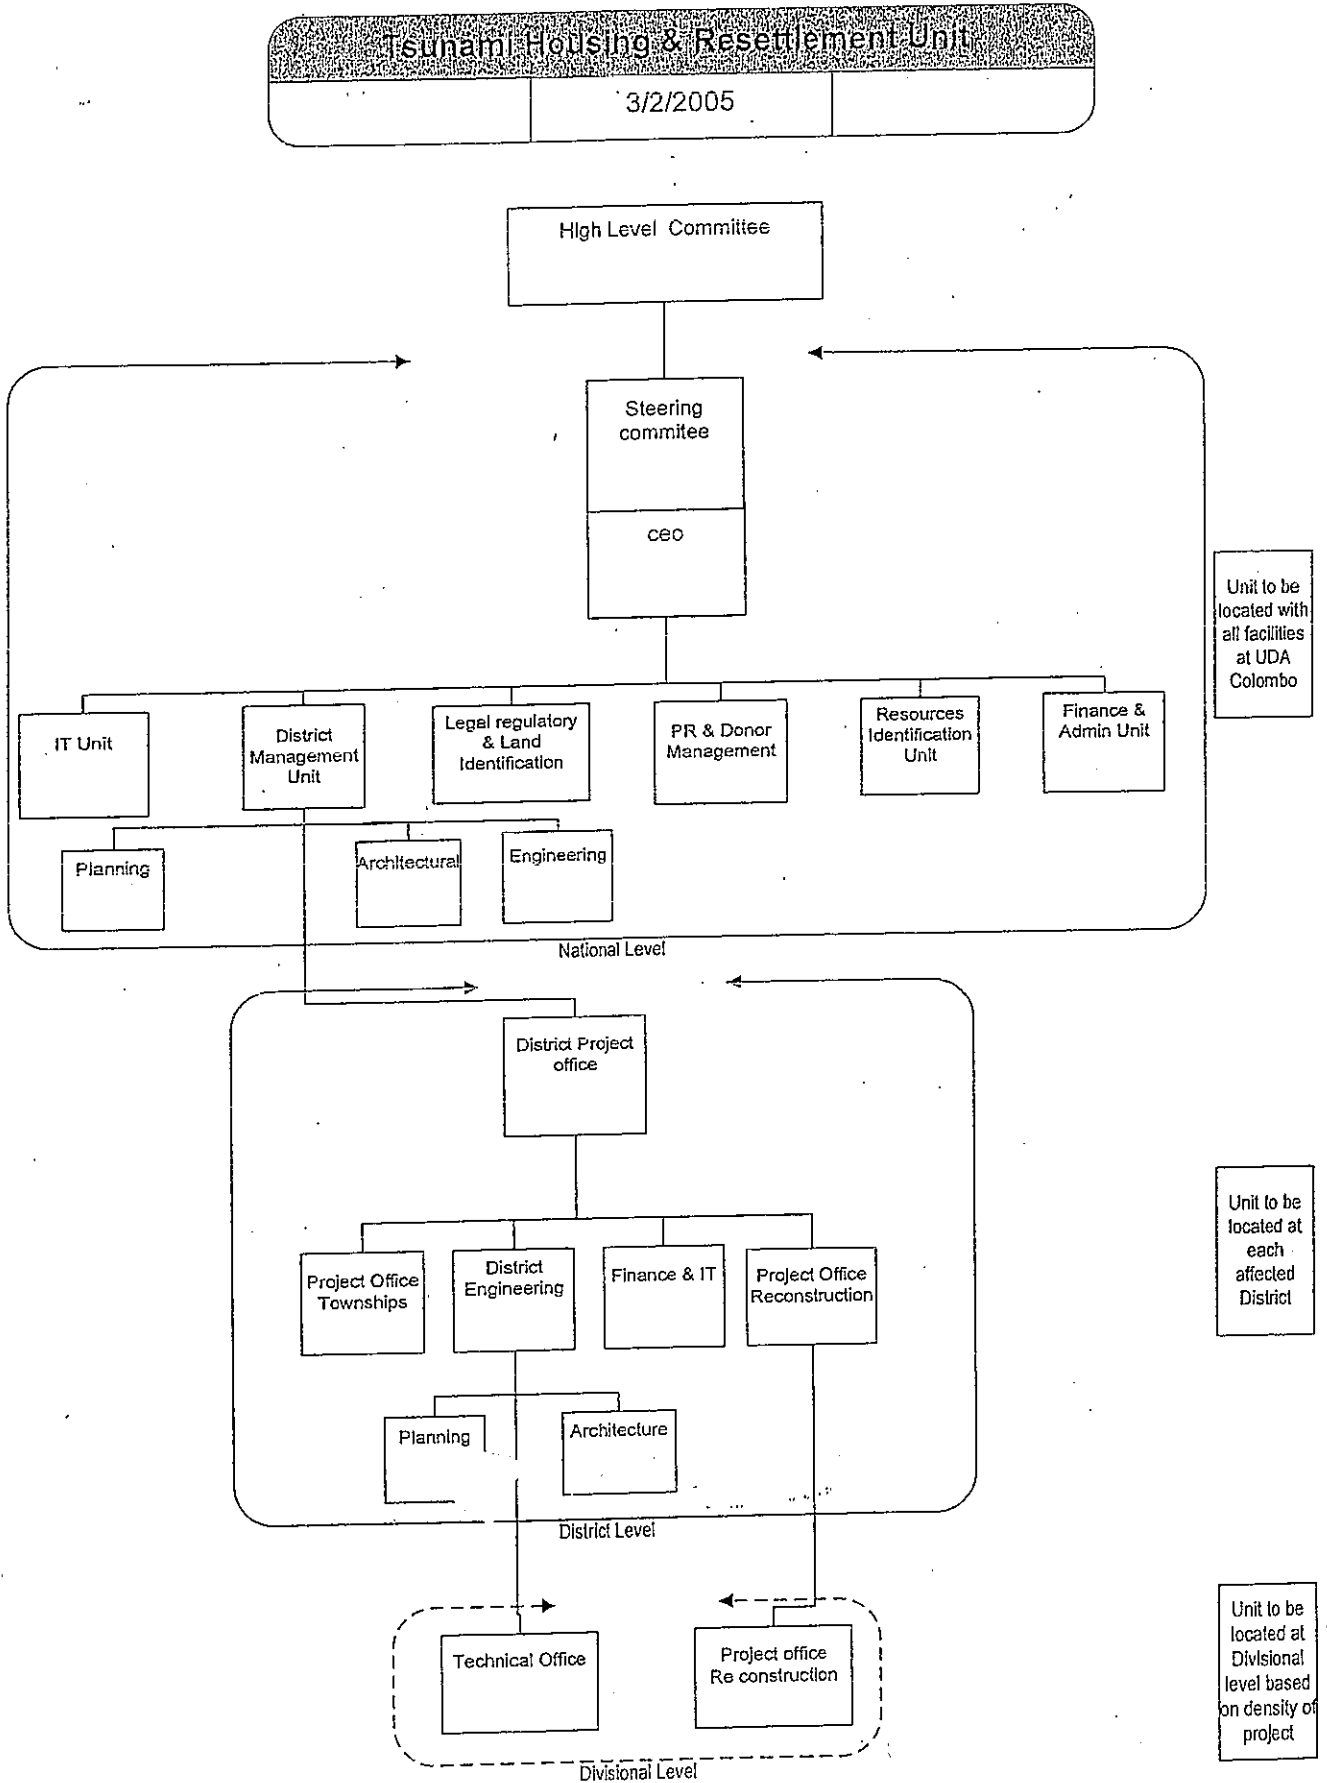 Tsunami Housing & Resettlement Unit
3/2/2005
High Level Committee
Steering
commitee
ceo
Unit to be
located with
all facilities
at UDA
Colombo
IT Unit
District
Management
Unit
Legal regulatory
& Land
Identification
PR & Donor
Management
Resources
Identification
Unit
Finance &
Admin Unit
Planning
Architectural
Engineering
National Level
District Project
office
Unit to be
located at
each
affected
District
Project Office
Townships
District
Engineering
Finance & IT
Project Office
Reconstruction
Planning
Architecture
District Level
Technical Office
Project office
Re construction
Unit to be
located at
Divisional
level based
on density of
project
Divisional Level